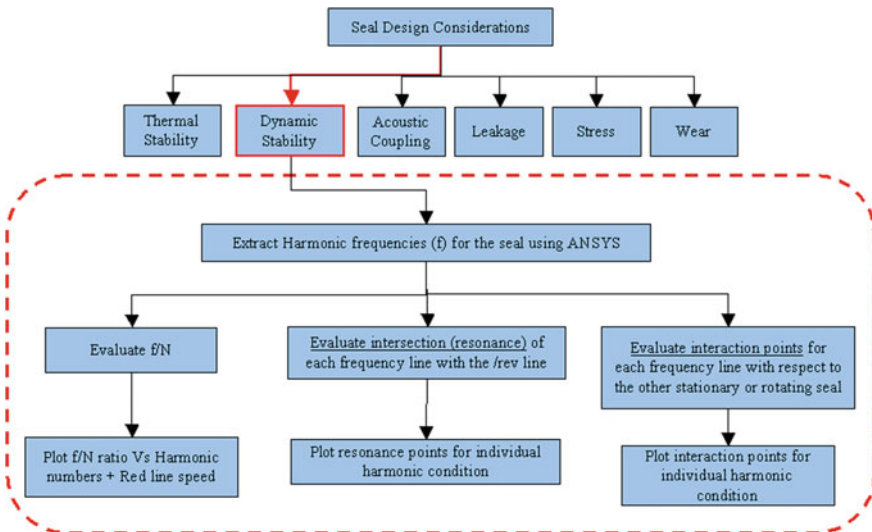 Seal Design Considerations
Thermal
Stability
Dynamic
Stability
Acoustic
Coupling
Leakage
Stress
Wear
Extract Harmonic frequencies (f) for the seal using ANSYS
Evaluate f/N
Evaluate intersection (resonance) of
each frequency line with the /rev line
Evaluate interaction points for
each frequency line with respect to
the other stationary or rotating seal
Plot f/N ratio Vs Harmonic
numbers + Red line speed
Plot resonance points for individual
harmonic condition
Plot interaction points for
individual harmonic
condition